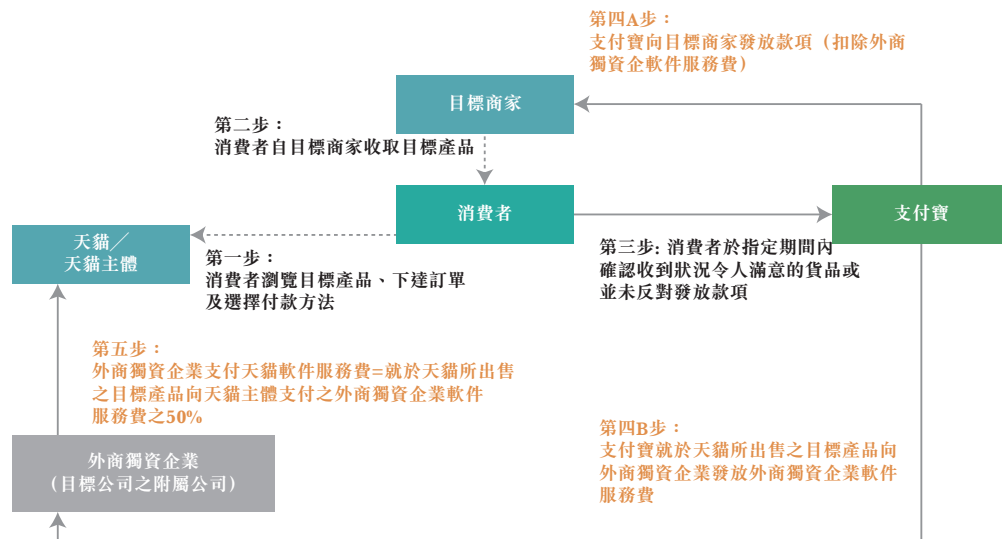 第四A步：
支付寶向目標商家發放款項（扣除外商
獨資企軟件服務費）
目標商家
第二步：
消費者自目標商家收取目標產品
消費者
支付寶
天貓／
天貓主體
第一步：
消費者瀏覽目標產品、下達訂單
及選擇付款方法
第三步: 消費者於指定期間內
確認收到狀況令人滿意的貨品或
並未反對發放款項
第五步：
外商獨資企業支付天貓軟件服務費=就於天貓所出售
之目標產品向天貓主體支付之外商獨資企業軟件
服務費之50%
外商獨資企業
（目標公司之附屬公司）
第四B步：
支付寶就於天貓所出售之目標產品向
外商獨資企業發放外商獨資企業軟件
服務費